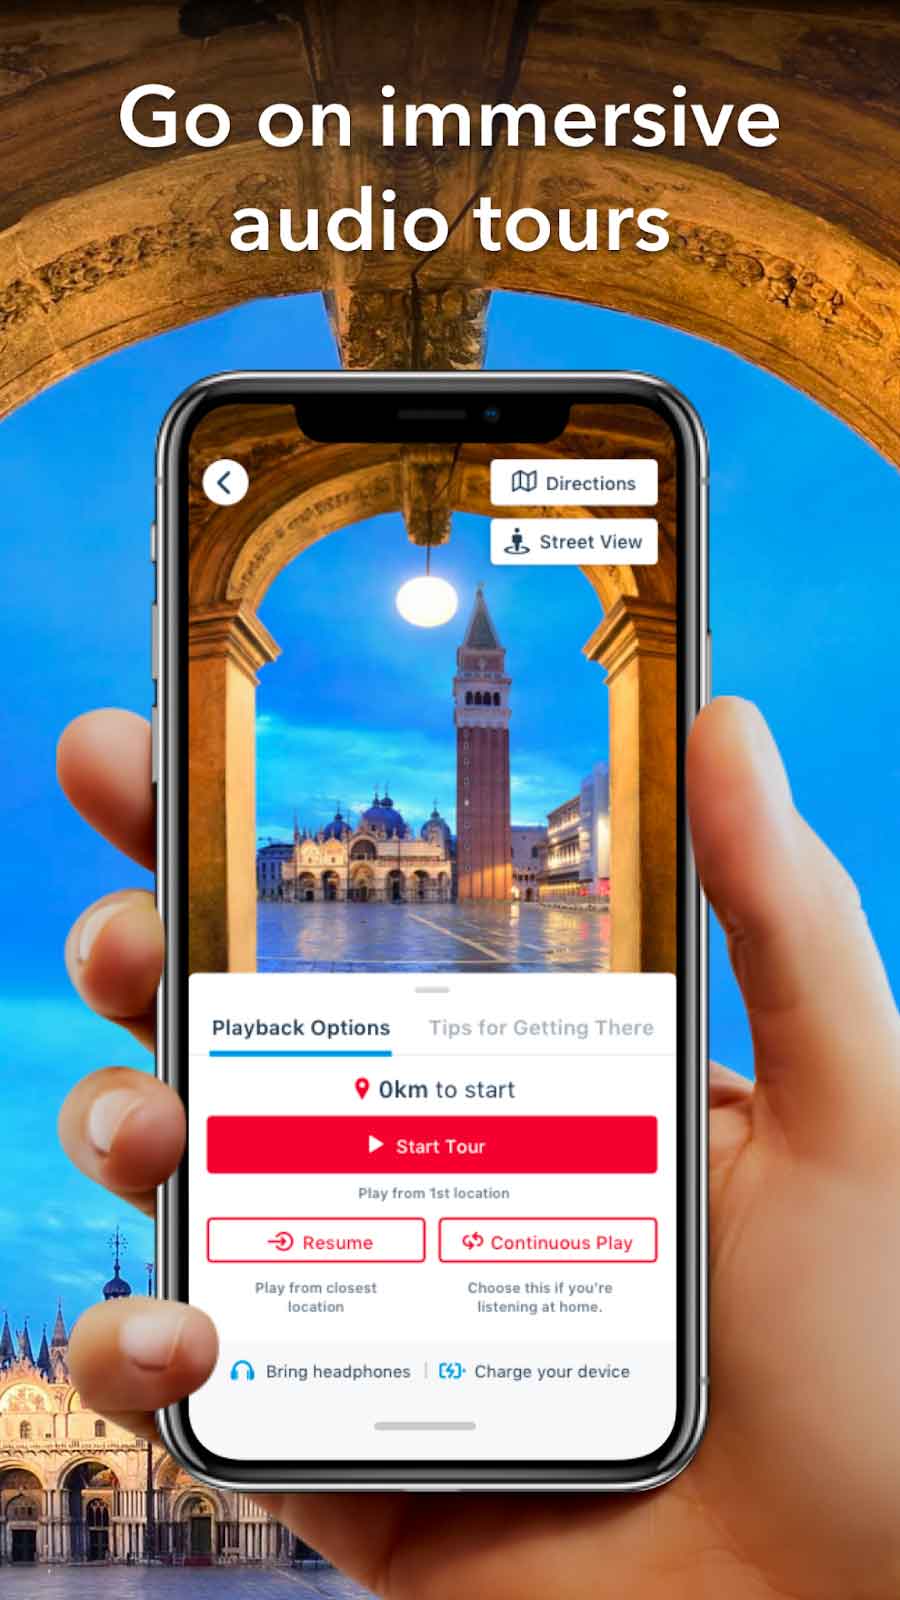 Go on immersive
audio tours
Directions
Street View
Playback Options
Tips for Getting There
0km to start
Start Tour
Play from 1st location
Resume
Continuous Play
Play from closest
location
Choose this if you're
listening at home.
Bring headphones
Charge your device